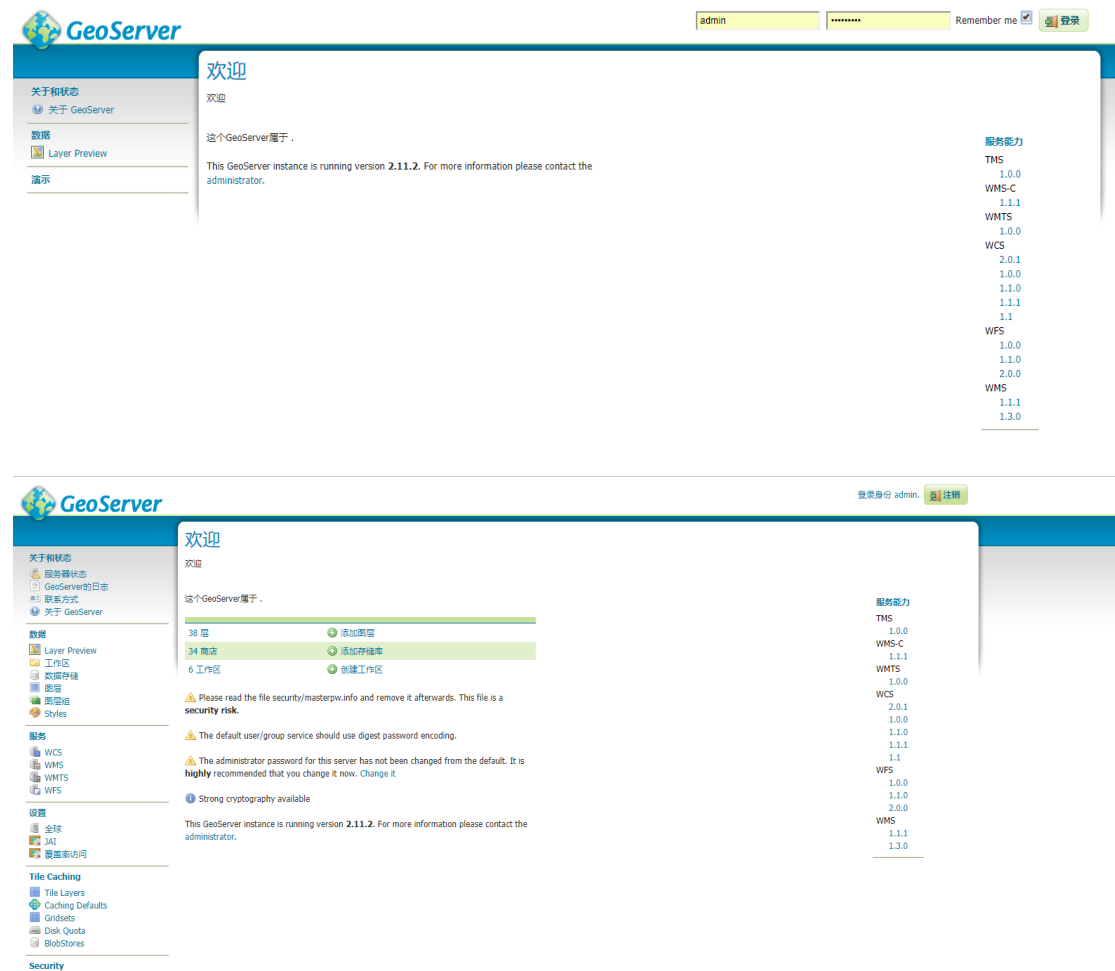 GeoServer
admin
•••••••••
Remember me
登录
欢迎
欢迎
这个GeoServer属于 .
This GeoServer instance is running version 2.11.2. For more information please contact the
administrator.
关于和状态
关于 GeoServer
数据
Layer Preview
演示
服务能力
TMS
1.0.0
WMS-C
1.1.1
WMTS
1.0.0
WCS
2.0.1
1.0.0
1.1.0
1.1.1
1.1
WFS
1.0.0
1.1.0
2.0.0
WMS
1.1.1
1.3.0
GeoServer
登录身份 admin.
注销
关于和状态
服务器状态
GeoServer的日志
联系方式
关于 GeoServer
数据
Layer Preview
工作区
数据存储
图层
图层组
Styles
服务
WCS
WMS
WMTS
WFS
设置
全球
JAI
覆盖率访问
Tile Caching
Tile Layers
Caching Defaults
Gridsets
Disk Quota
BlobStores
Security
欢迎
欢迎
这个GeoServer属于 .
38 层 添加图层
34 商店 添加存储库
6 工作区 创建工作区
Please read the file security/masterpw.info and remove it afterwards. This file is a
security risk.
The default user/group service should use digest password encoding.
The administrator password for this server has not been changed from the default. It is
highly recommended that you change it now. Change it
Strong cryptography available
This GeoServer instance is running version 2.11.2. For more information please contact the
administrator.
服务能力
TMS
1.0.0
WMS-C
1.1.1
WMTS
1.0.0
WCS
2.0.1
1.0.0
1.1.0
1.1.1
1.1
WFS
1.0.0
1.1.0
2.0.0
WMS
1.1.1
1.3.0